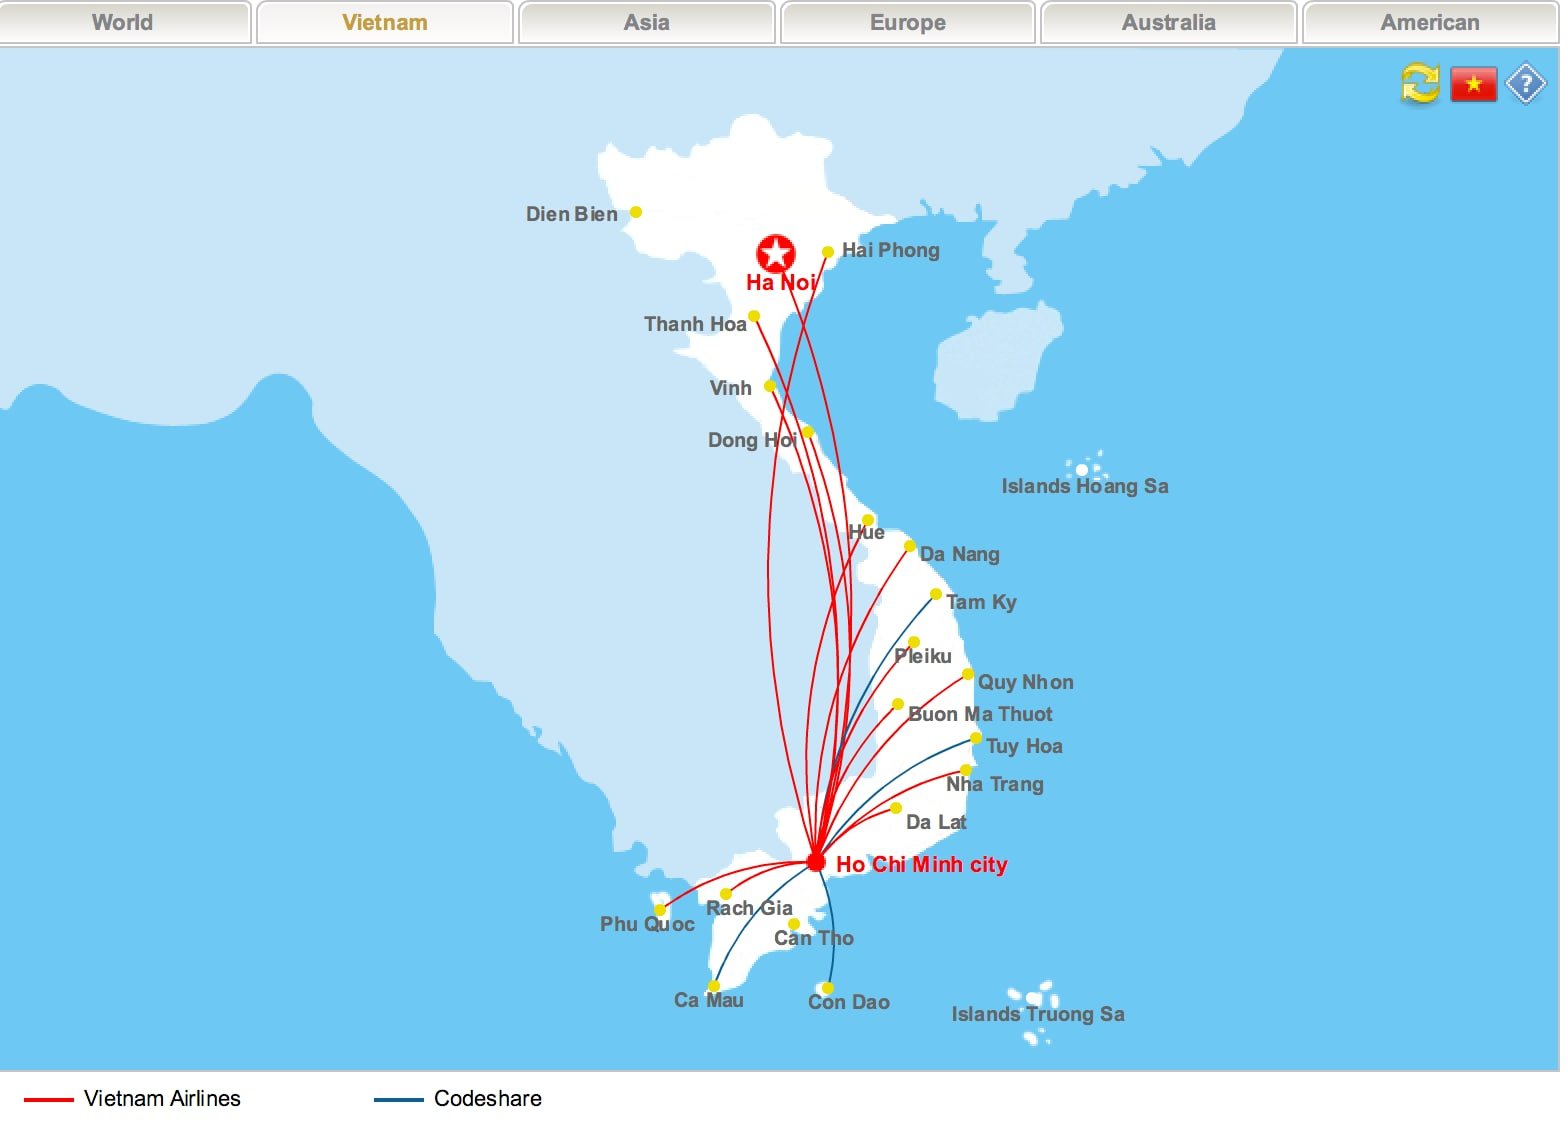 World
Vietnam
Asia
Europe
Australia
American
?
Dien Bien
Hai Phong
Ha Noi
Thanh Hoa
Vinh
Dong Hoi
Islands Hoang Sa
Hue
Da Nang
Tam Ky
Pleiku
Quy Nhon
Buon Ma Thuot
Tuy Hoa
Nha Trang
Da Lat
Ho Chi Minh city
Rach Gia
Phu Quoc
Can Tho
Ca Mau
Con Dao
Islands Truong Sa
Vietnam Airlines
Codeshare